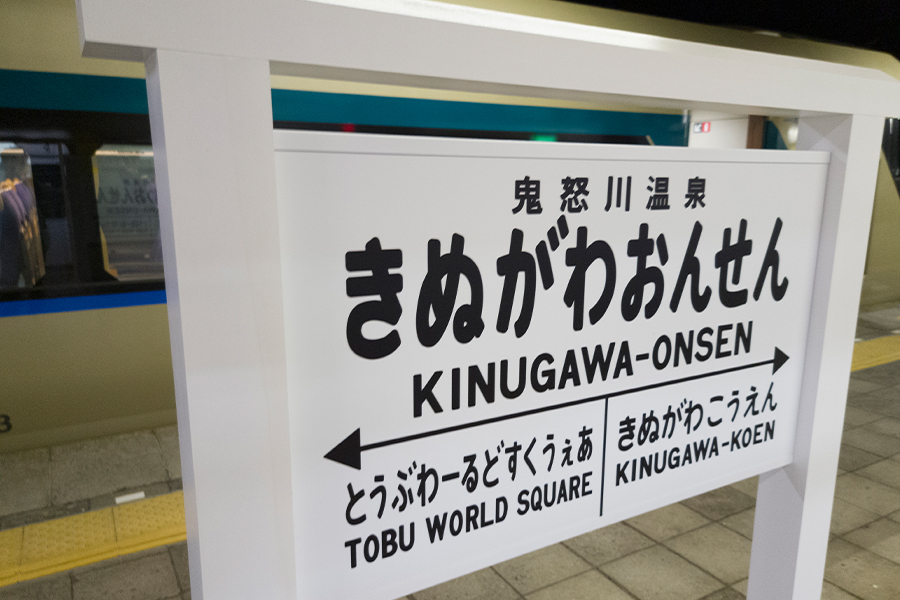 鬼怒川温泉
きぬがわおんせん
KINUGAWA-ONSEN
とうぶわーるどすくうぇあ
TOBU WORLD SQUARE
きぬがわこうえん
KINUGAWA-KOEN
3